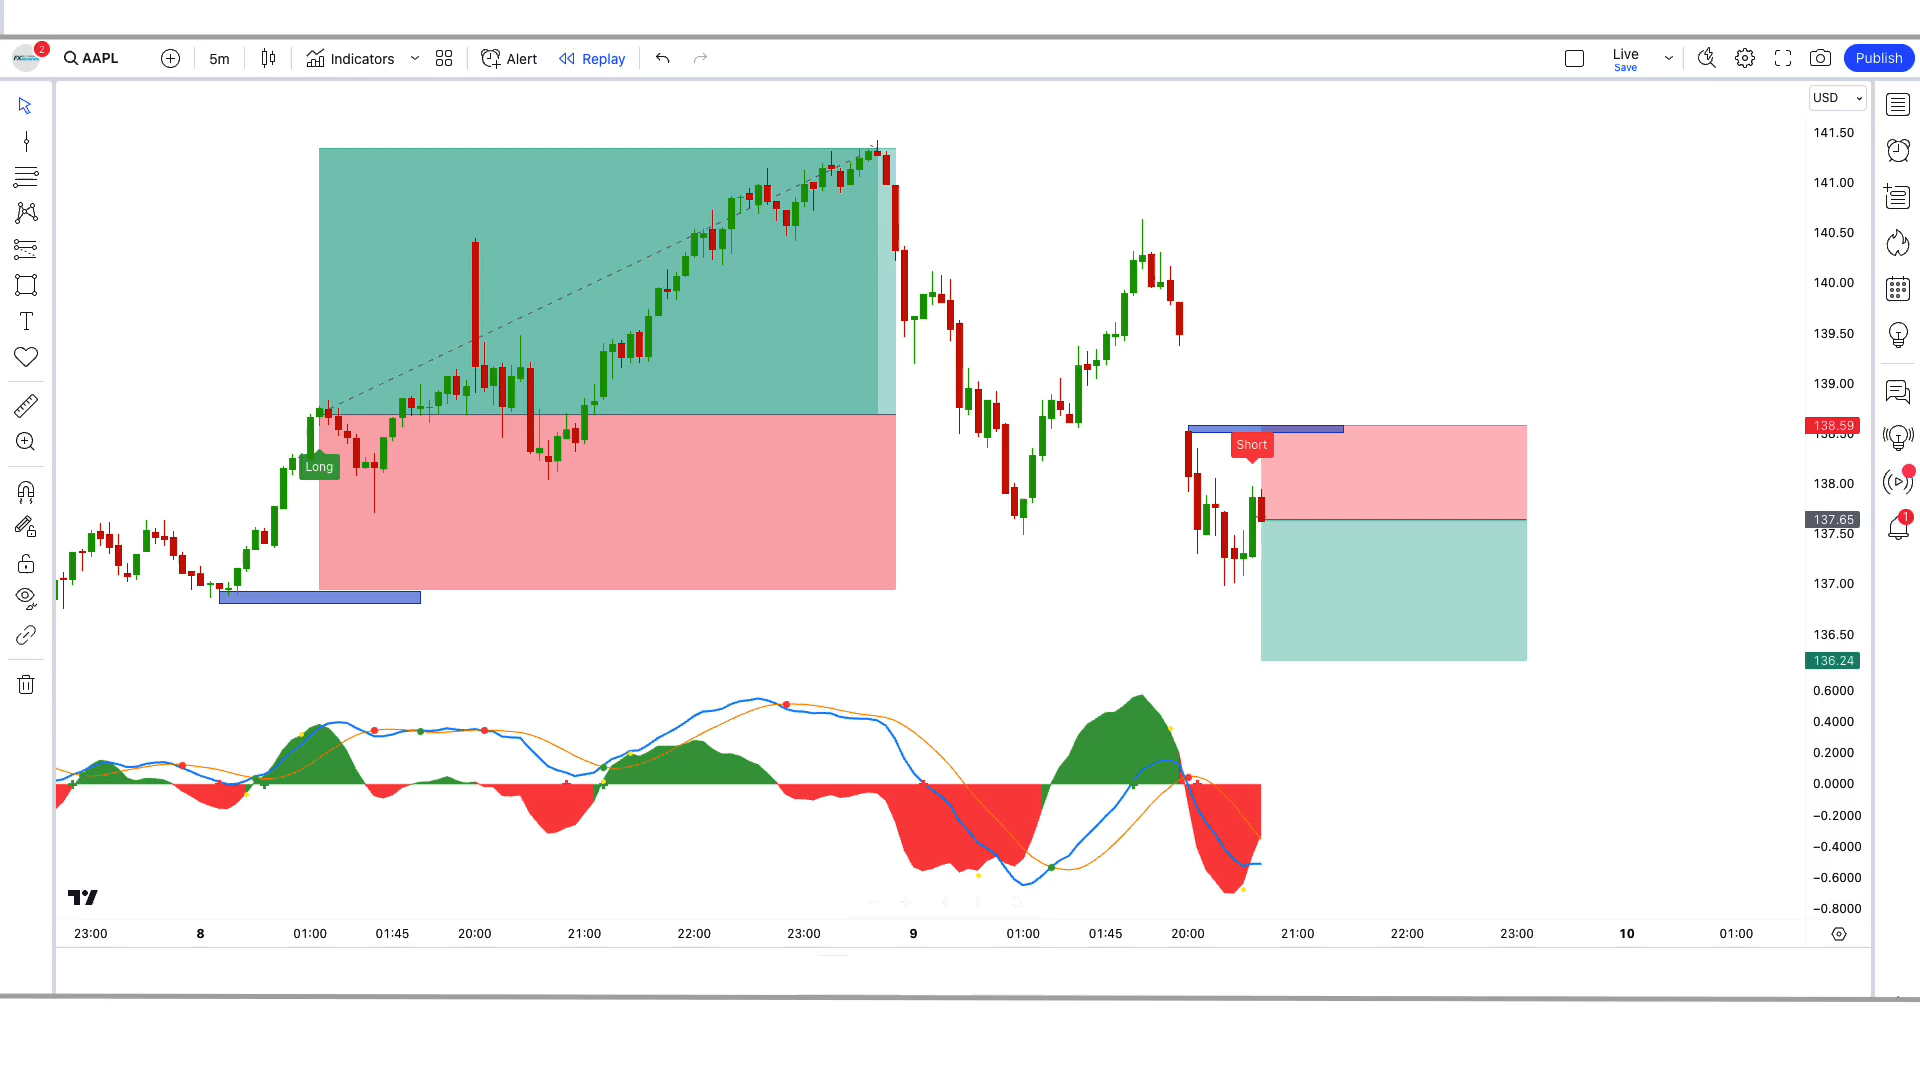 2
AAPL
5m
Indicators
Alert
Replay
Live
Save
Publish
USD
141.50
141.00
140.50
140.00
139.50
139.00
138.59
138.00
137.65
137.50
137.00
136.50
136.24
Long
Short
0.6000
0.4000
0.2000
0.0000
−0.2000
−0.4000
−0.6000
−0.8000
23:00 8 01:00 01:45 20:00 21:00 22:00 23:00 9 01:00 01:45 20:00 21:00 22:00 23:00 10 01:00
1